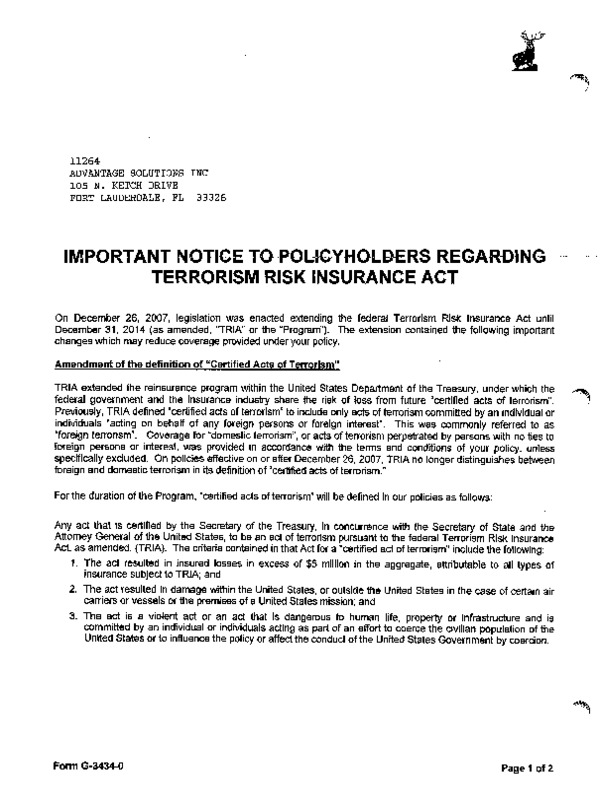 11264
ADVANTAGE SOLUTIONS INC
105 N. KETCH DRIVE
FORT LAUDERDALE, FL 33326
IMPORTANT NOTICE TO POLICYHOLDERS REGARDING
TERRORISM RISK INSURANCE ACT
On December 26, 2007, legislation was enacted extending the federal Terrorism Risk Insurance Act until
December 31, 2014 (as amended, "TRIA" or the "Program"). The extension contained the following important
changes which may reduce coverage provided under your policy.
Amendment of the definition of "Certified Acts of Terrorism"
TRIA extended the reinsurance program within the United States Department of the Treasury, under which the
federal government and the insurance industry share the risk of loss from future "certified acts of terrorism".
Previously, TRIA defined "certified acts of terrorism" to include only acts of terrorism committed by an individual or
individuals "acting on behalf of any foreign persons or foreign interest". This was commonly referred to as
"foreign terrorism". Coverage for "domestic terrorism", or acts of terrorism perpetrated by persons with no ties to
foreign persons or interest, was provided in accordance with the terms and conditions of your policy, unless
specifically excluded. On policies effective on or after December 26, 2007, TRIA no longer distinguishes between
foreign and domestic terrorism in its definition of "certified acts of terrorism."
For the duration of the Program, "certified acts of terrorism" will be defined in our policies as follows:
Any act that is certified by the Secretary of the Treasury, in concurrence with the Secretary of State and the
Attorney General of the United States, to be an act of terrorism pursuant to the federal Terrorism Risk Insurance
Act, as amended, (TRIA). The criteria contained in that Act for a "certified act of terrorism" include the following:
1. The act resulted in insured losses in excess of $5 million in the aggregate, attributable to all types of
insurance subject to TRIA; and
2. The act resulted in damage within the United States, or outside the United States in the case of certain air
carriers or vessels or the premises of a United States mission; and
3. The act is a violent act or an act that is dangerous to human life, property or infrastructure and is
committed by an individual or individuals acting as part of an effort to coerce the civilian population of the
United States or to influence the policy or affect the conduct of the United States Government by coercion.
Form G-3434-0
Page 1 of 2